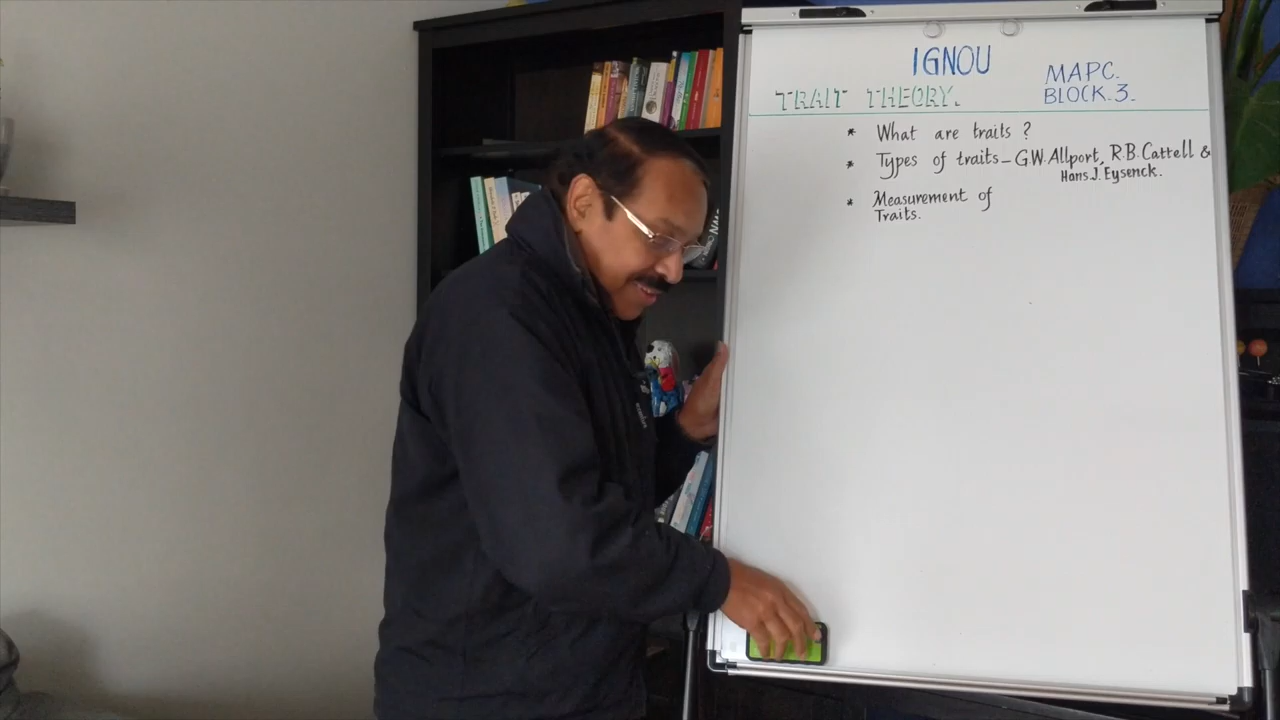 IGNOU
MAPC.
TRAIT THEORY.
BLOCK.3.
* What are traits ?
* Types of traits - G.W. Allport, R.B. Cattell &
Hans. J. Eysenck.
* Measurement of
Traits.